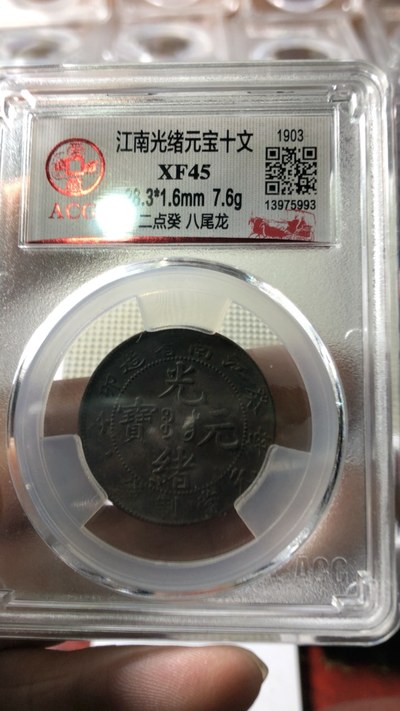 江南光绪元宝十文
1903
XF45
28.3*1.6mm 7.6g
13975993
ACG
二点癸 八尾龙
光
寶 元
緒
ACG